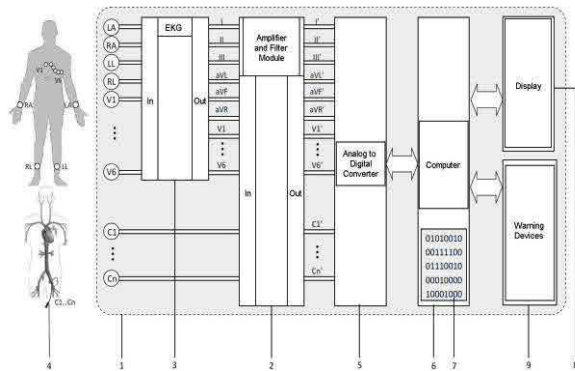 LA
RA
LL
RL
V1
V6
C1
Cn
EKG
In
Out
I
II
III
aVL
aVF
aVR
V1
V6
Amplifier
and Filter
Module
In
Out
I'
II'
III'
aVL'
aVF'
aVR'
V1'
V6'
C1'
Cn'
Analog to
Digital
Converter
Computer
01010010
00111100
01110010
00010000
10001000
Display
Warning
Devices
V1
V6
RA
LA
RL
LL
C1...Cn
4
1
3
2
5
6
7
9
8